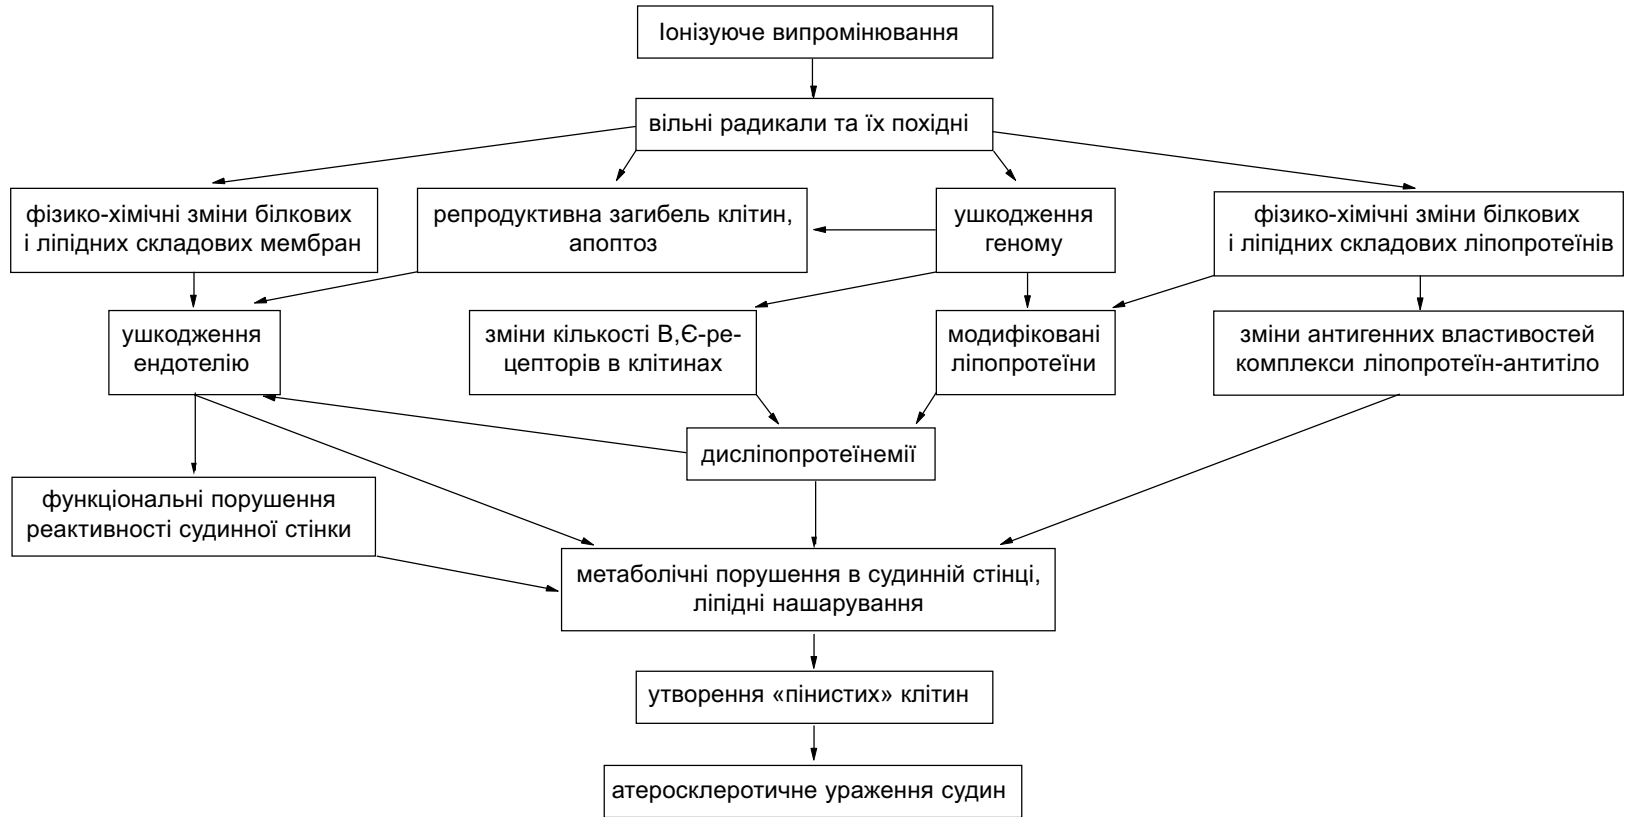 Іонізуюче випромінювання
вільні радикали та їх похідні
фізико-хімічні зміни білкових
і ліпідних складових мембран
репродуктивна загибель клітин,
апоптоз
ушкодження
геному
фізико-хімічні зміни білкових
і ліпідних складових ліпопротеїнів
ушкодження
ендотелію
зміни кількості В,Є-ре-
цепторів в клітинах
модифіковані
ліпопротеїни
зміни антигенних властивостей
комплекси ліпопротеїн-антитіло
дисліпопротеїнемії
функціональні порушення
реактивності судинної стінки
метаболічні порушення в судинній стінці,
ліпідні нашарування
утворення «пінистих» клітин
атеросклеротичне ураження судин